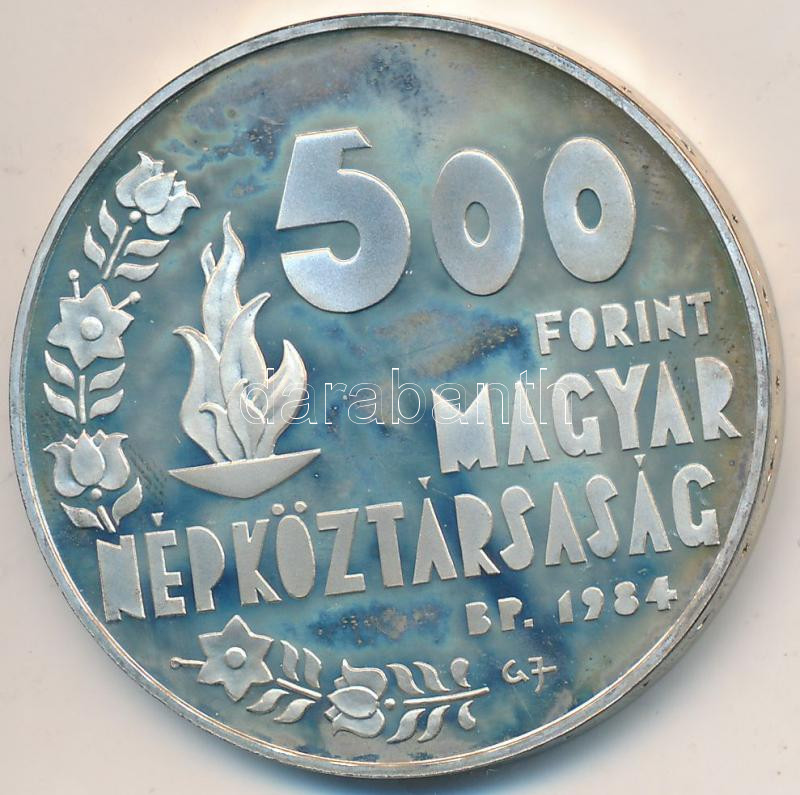 500
FORINT
MAGYAR
NÉPKÖZTÁRSASÁG
BP. 1984
GJ
darabanth